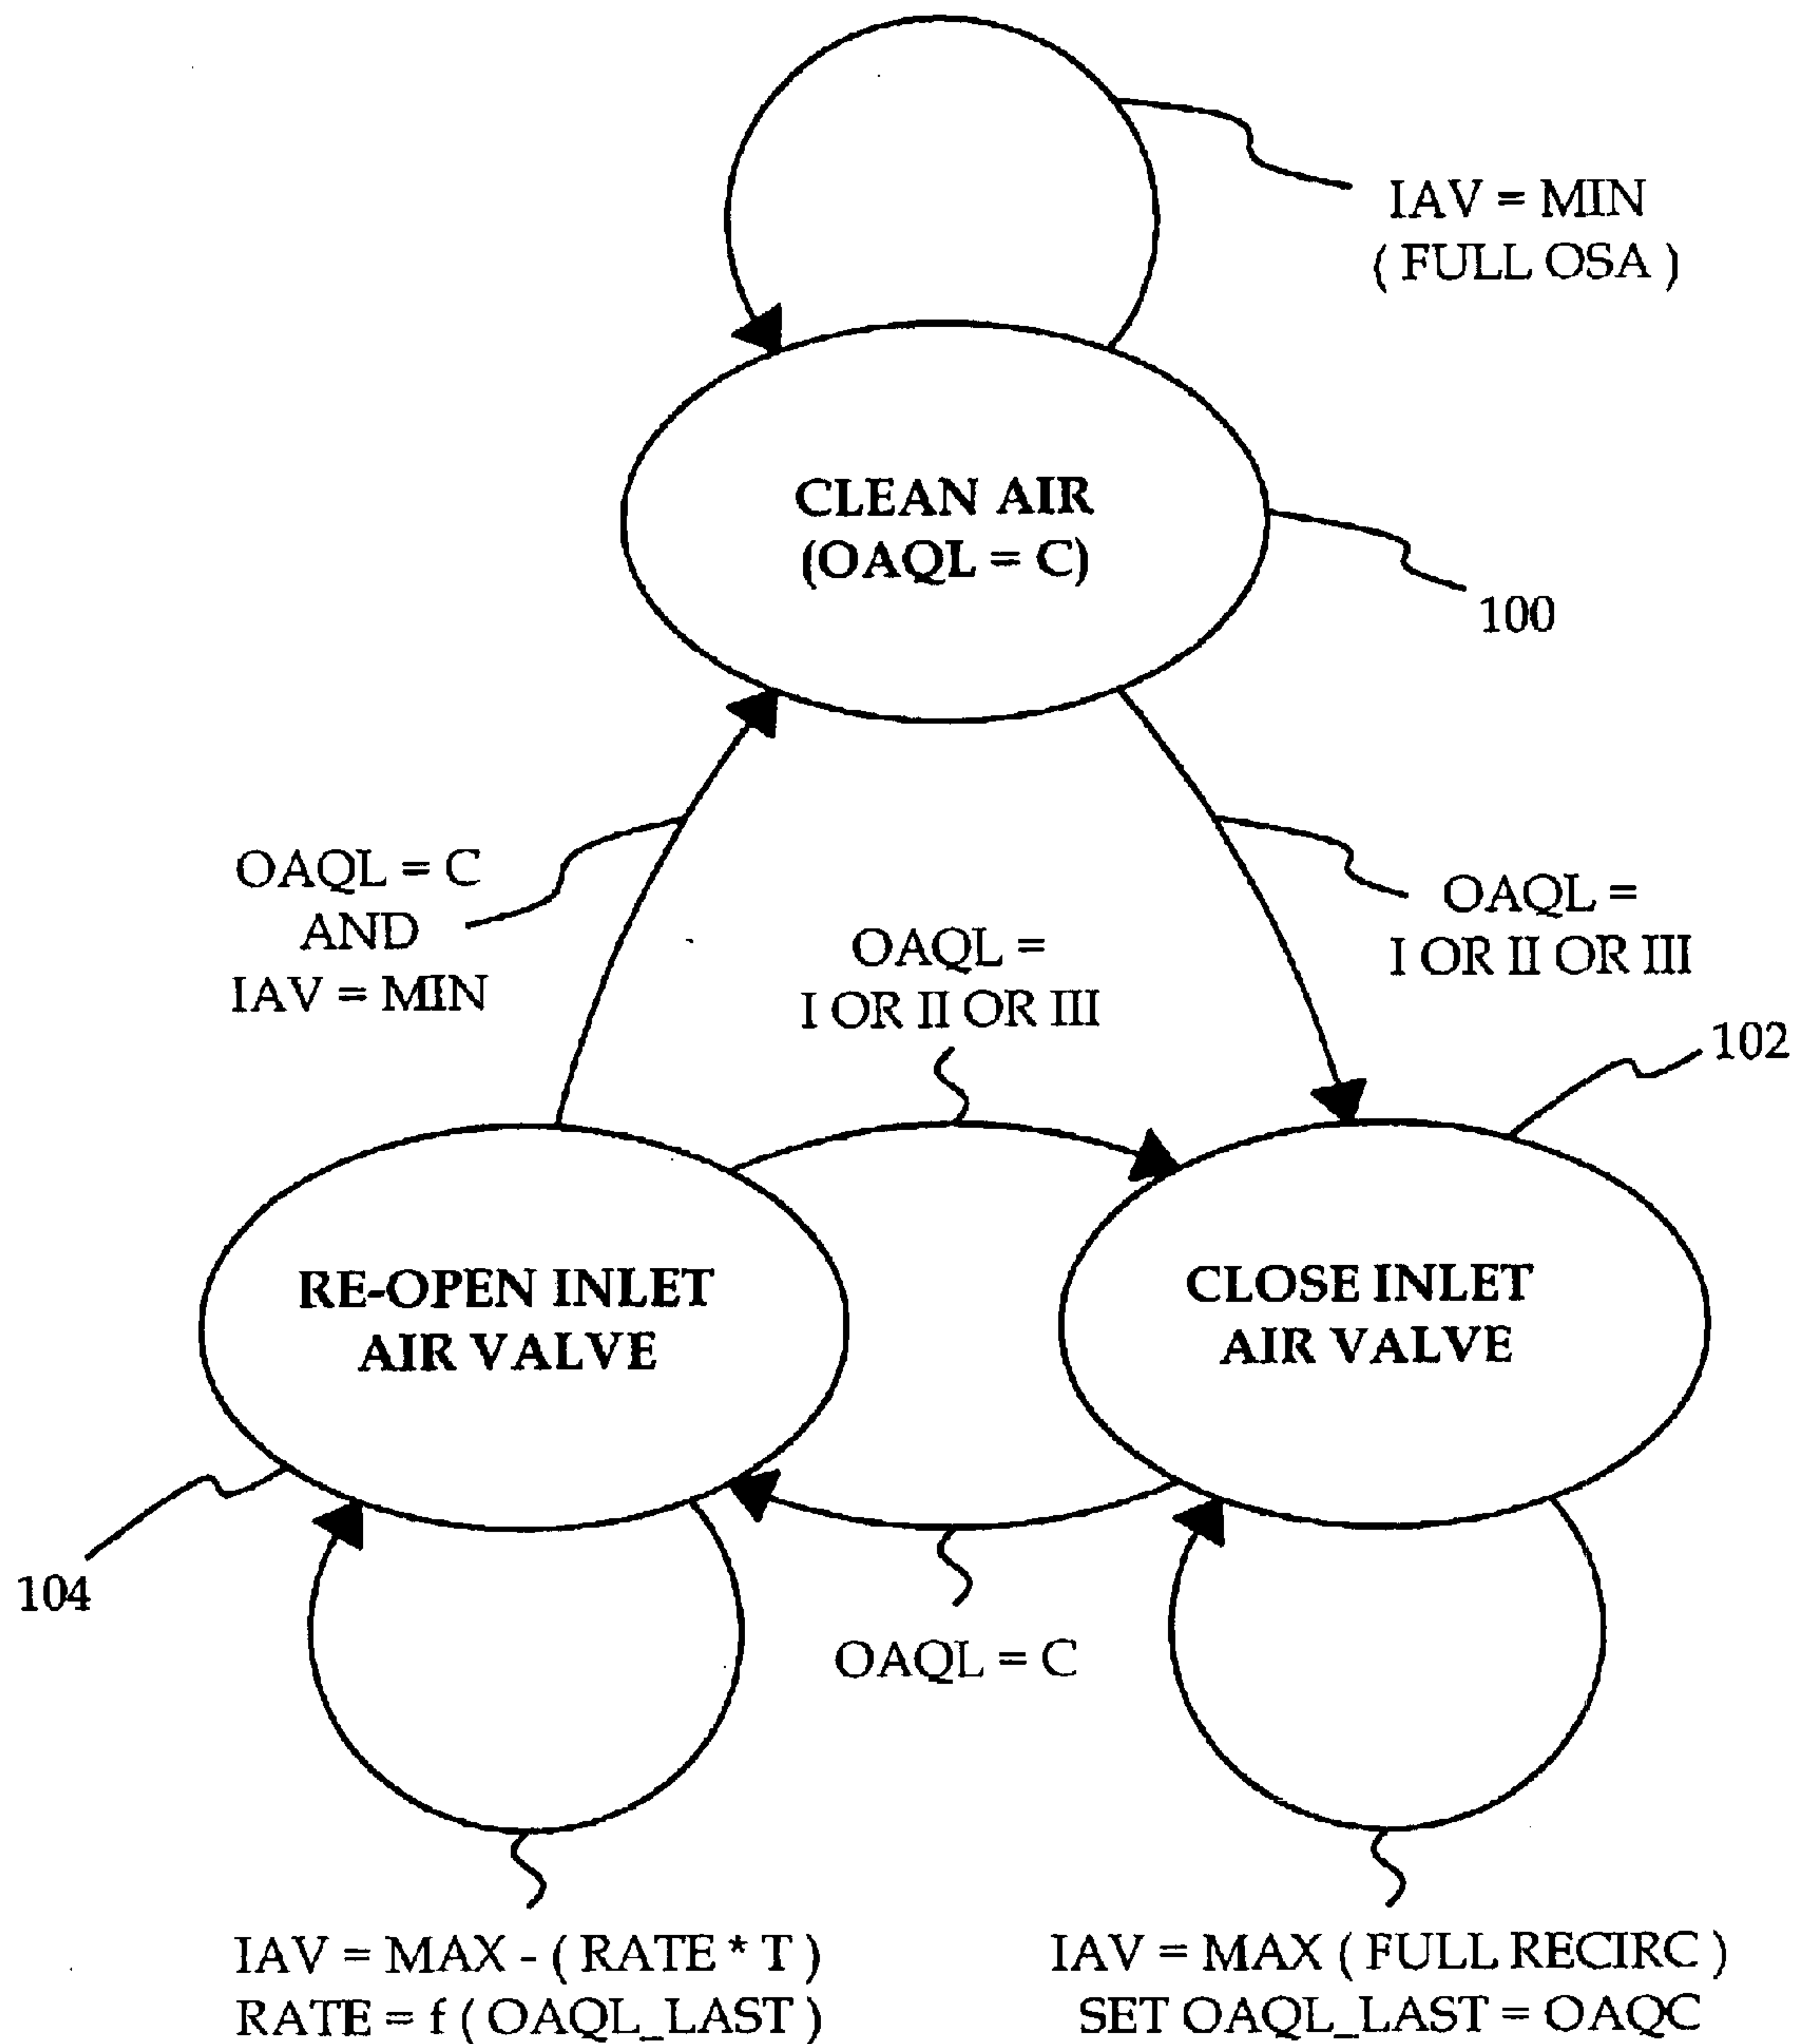 IAV = MIN
( FULL OSA )
CLEAN AIR
(OAQL = C)
100
OAQL = C
AND
IAV = MIN
OAQL =
I OR II OR III
OAQL =
I OR II OR III
102
RE-OPEN INLET
AIR VALVE
CLOSE INLET
AIR VALVE
104
OAQL = C
IAV = MAX - ( RATE * T )
RATE = f ( OAQL_LAST )
IAV = MAX ( FULL RECIRC )
SET OAQL_LAST = OAQC